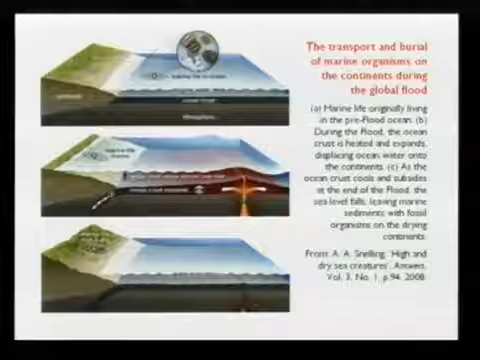 The transport and burial
of marine organisms on
the continents during
the global flood
(a) Marine life originally living
in the pre-Flood ocean. (b)
During the Flood, the ocean
crust is heated and expands,
displacing ocean water onto
the continents. (c) As the
ocean crust cools and subsides
at the end of the Flood, the
sea level falls, leaving marine
sediments with fossil
organisms on the drying
continents.
From: A. A. Snelling. 'High and
dry sea creatures'. Answers,
Vol. 3, No. 1, p.94, 2008.